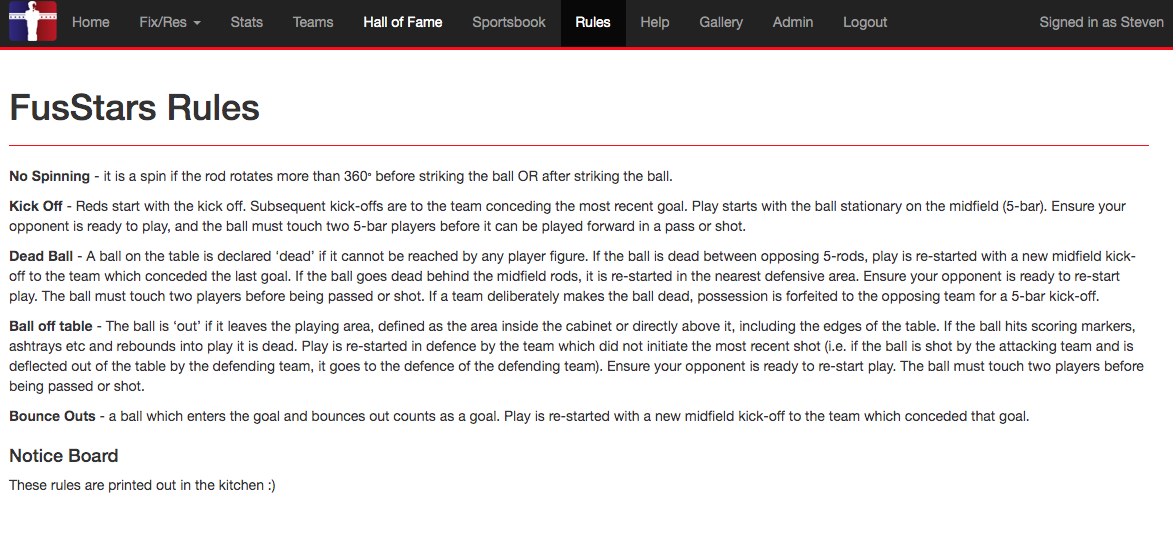 Home Fix/Res Stats Teams Hall of Fame Sportsbook Rules Help Gallery Admin Logout Signed in as Steven
FusStars Rules
No Spinning - it is a spin if the rod rotates more than 360° before striking the ball OR after striking the ball.
Kick Off - Reds start with the kick off. Subsequent kick-offs are to the team conceding the most recent goal. Play starts with the ball stationary on the midfield (5-bar). Ensure your
opponent is ready to play, and the ball must touch two 5-bar players before it can be played forward in a pass or shot.
Dead Ball - A ball on the table is declared ‘dead’ if it cannot be reached by any player figure. If the ball is dead between opposing 5-rods, play is re-started with a new midfield kick-
off to the team which conceded the last goal. If the ball goes dead behind the midfield rods, it is re-started in the nearest defensive area. Ensure your opponent is ready to re-start
play. The ball must touch two players before being passed or shot. If a team deliberately makes the ball dead, possession is forfeited to the opposing team for a 5-bar kick-off.
Ball off table - The ball is ‘out’ if it leaves the playing area, defined as the area inside the cabinet or directly above it, including the edges of the table. If the ball hits scoring markers,
ashtrays etc and rebounds into play it is dead. Play is re-started in defence by the team which did not initiate the most recent shot (i.e. if the ball is shot by the attacking team and is
deflected out of the table by the defending team, it goes to the defence of the defending team). Ensure your opponent is ready to re-start play. The ball must touch two players before
being passed or shot.
Bounce Outs - a ball which enters the goal and bounces out counts as a goal. Play is re-started with a new midfield kick-off to the team which conceded that goal.
Notice Board
These rules are printed out in the kitchen :)